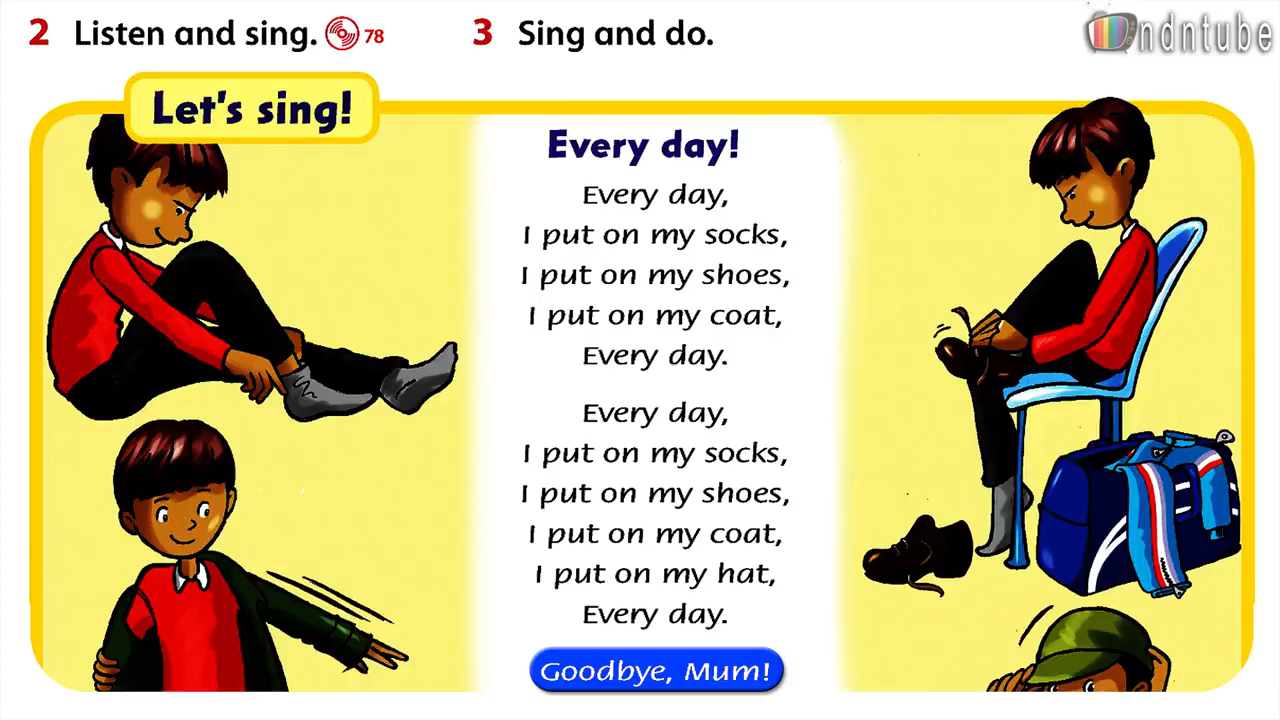 2 Listen and sing. 78
3 Sing and do.
ndntube
Let's sing!
Every day!
Every day,
I put on my socks,
I put on my shoes,
I put on my coat,
Every day.
Every day,
I put on my socks,
I put on my shoes,
I put on my coat,
I put on my hat,
Every day.
Goodbye, Mum!